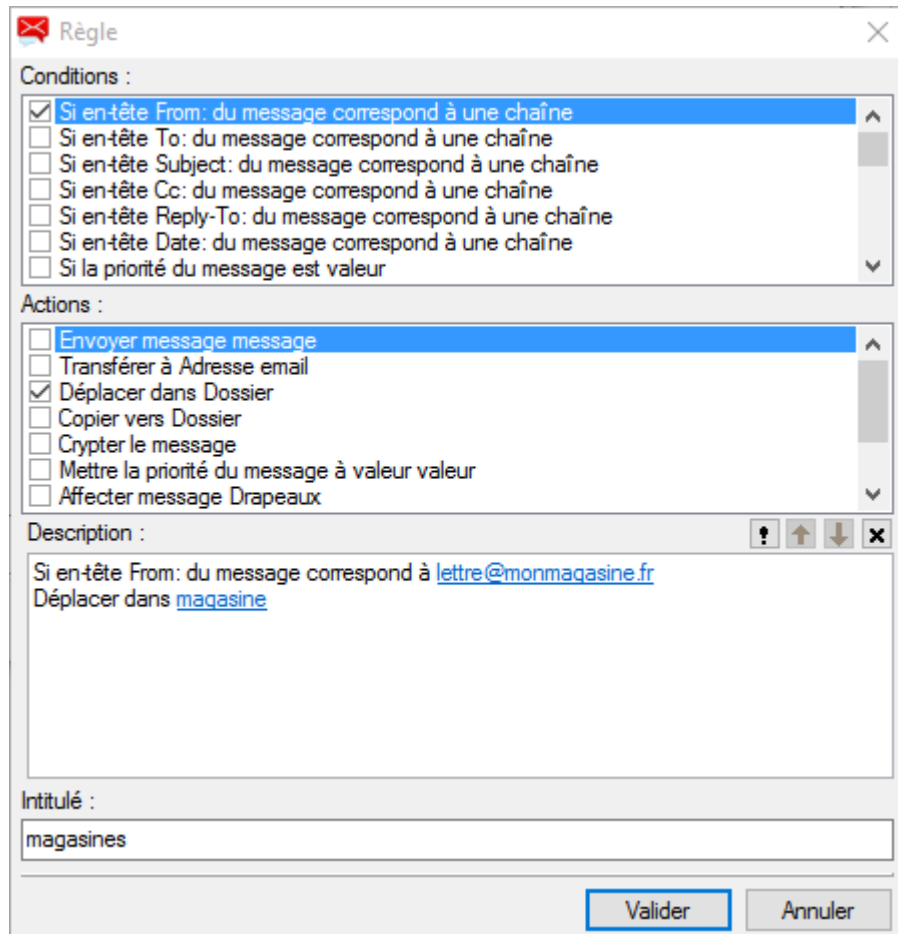 Règle
Conditions :
Si en-tête From: du message correspond à une chaîne
Si en-tête To: du message correspond à une chaîne
Si en-tête Subject: du message correspond à une chaîne
Si en-tête Cc: du message correspond à une chaîne
Si en-tête Reply-To: du message correspond à une chaîne
Si en-tête Date: du message correspond à une chaîne
Si la priorité du message est valeur
Actions :
Envoyer message message
Transférer à Adresse email
Déplacer dans Dossier
Copier vers Dossier
Crypter le message
Mettre la priorité du message à valeur valeur
Affecter message Drapeaux
Description :
Si en-tête From: du message correspond à lettre@monmagasine.fr
Déplacer dans magasine
Intitulé :
magasines
Valider
Annuler